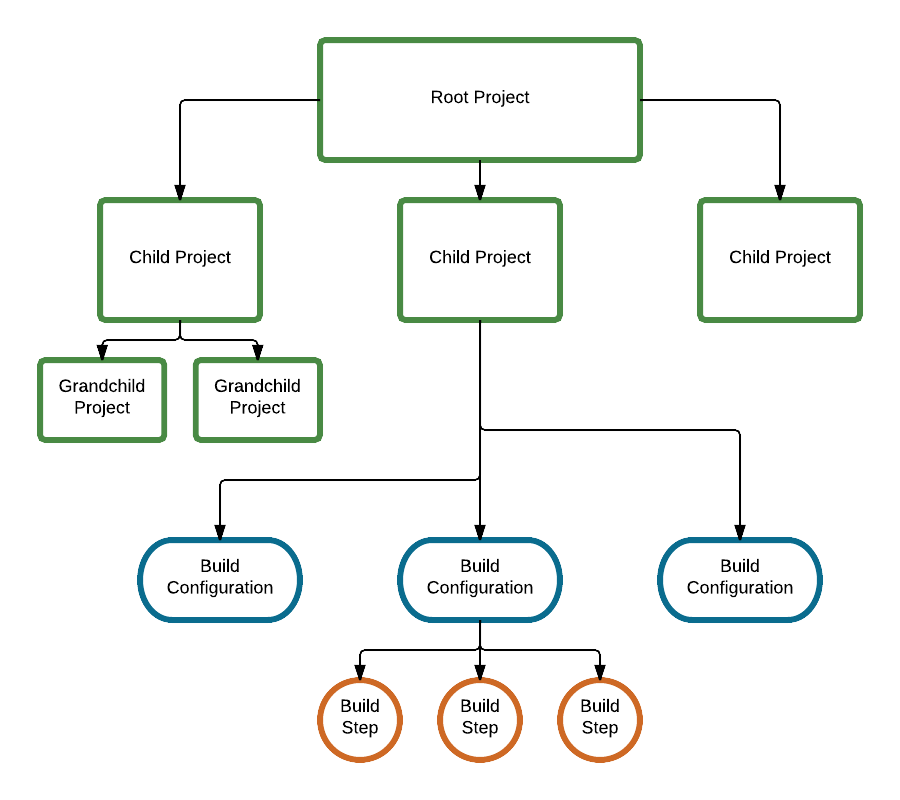 Root Project
Child Project
Child Project
Child Project
Grandchild
Project
Grandchild
Project
Build
Configuration
Build
Configuration
Build
Configuration
Build
Step
Build
Step
Build
Step